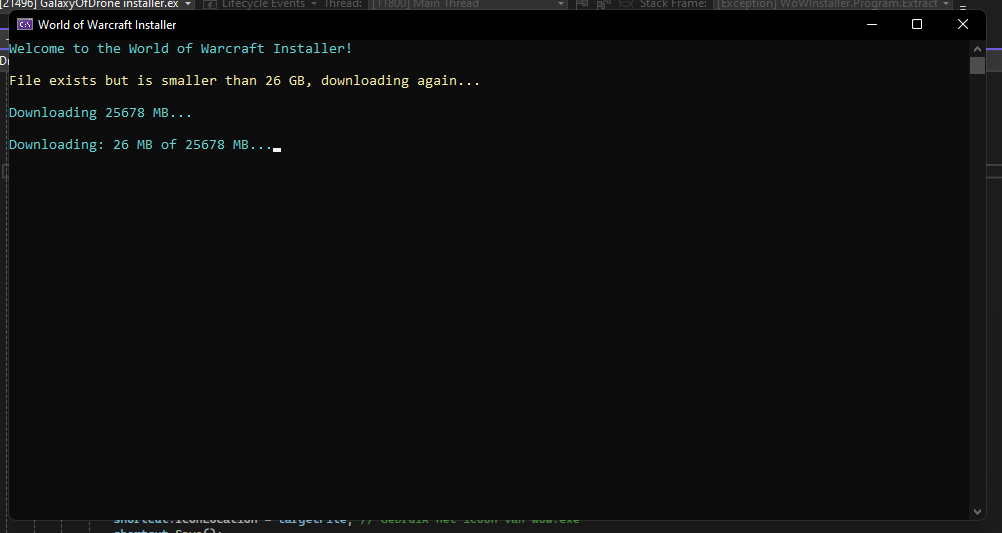 [21496] GalaxyOfDrone installer.ex Lifecycle Events Thread: [11800] Main Thread Stack Frame: [Exception] WoWInstaller.Program.Extract
World of Warcraft Installer
Welcome to the World of Warcraft Installer!
File exists but is smaller than 26 GB, downloading again...
Downloading 25678 MB...
Downloading: 26 MB of 25678 MB...
shortcut.IconLocation = targetFile; // Gebruik het icoon van Wow.exe
shortcut.Save();